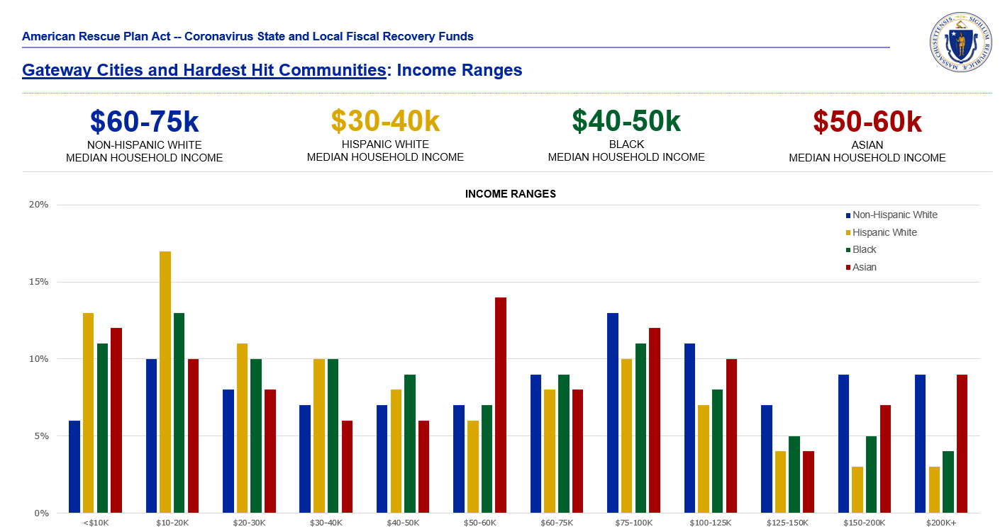 American Rescue Plan Act -- Coronavirus State and Local Fiscal Recovery Funds
Gateway Cities and Hardest Hit Communities: Income Ranges
$60-75k
NON-HISPANIC WHITE
MEDIAN HOUSEHOLD INCOME
$30-40k
HISPANIC WHITE
MEDIAN HOUSEHOLD INCOME
$40-50k
BLACK
MEDIAN HOUSEHOLD INCOME
$50-60k
ASIAN
MEDIAN HOUSEHOLD INCOME
INCOME RANGES
Non-Hispanic White
Hispanic White
Black
Asian
20%
15%
10%
5%
0%
<$10K
$10-20K
$20-30K
$30-40K
$40-50K
$50-60K
$60-75K
$75-100K
$100-125K
$125-150K
$150-200K
$200K+
SIGILLUM REIPUBLICÆ MASSACHUSETTENSIS